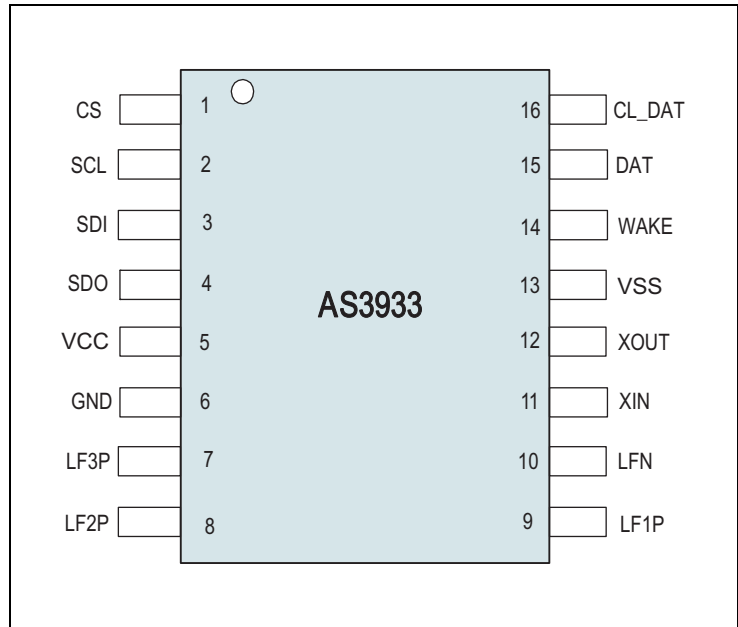 CS 1 16 CL_DAT
SCL 2 15 DAT
SDI 3 14 WAKE
SDO 4 13 VSS
AS3933
VCC 5 12 XOUT
GND 6 11 XIN
LF3P 7 10 LFN
LF2P 8 9 LF1P